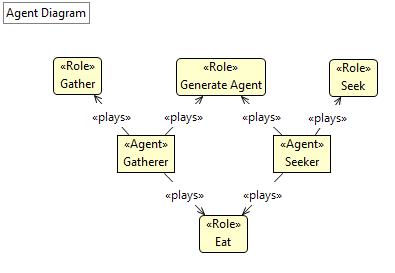 Agent Diagram
«Role»
Gather
«Role»
Generate Agent
«Role»
Seek
«plays»
«plays»
«plays»
«plays»
«Agent»
Gatherer
«Agent»
Seeker
«plays»
«plays»
«Role»
Eat